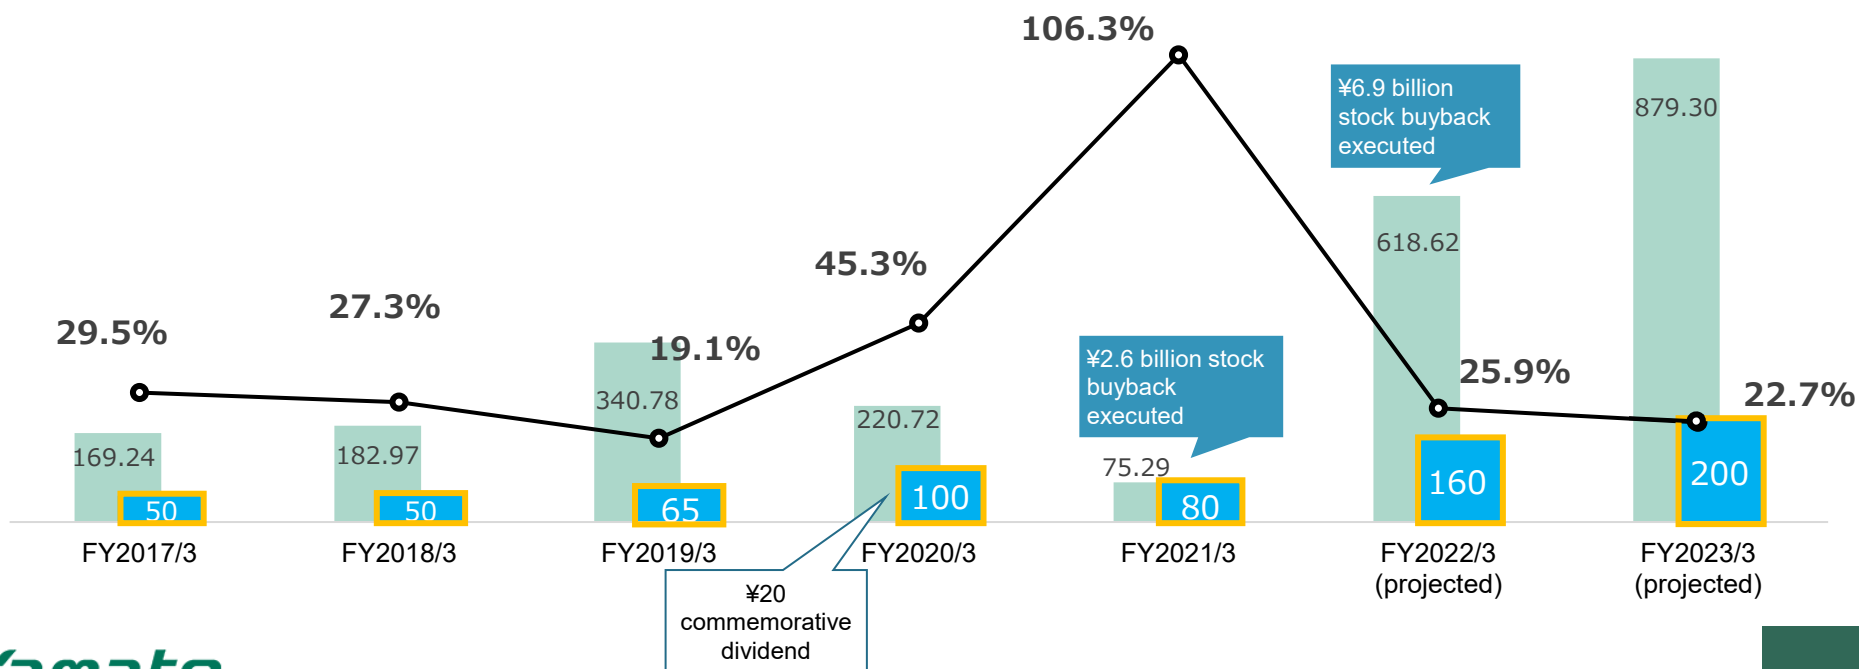 106.3%
¥6.9 billion
stock buyback
executed
879.30
618.62
45.3%
27.3%
29.5%
19.1%
¥2.6 billion stock
buyback
executed
25.9%
22.7%
340.78
220.72
169.24
182.97
75.29
50
50
65
100
80
160
200
FY2017/3
FY2018/3
FY2019/3
FY2020/3
FY2021/3
FY2022/3
(projected)
FY2023/3
(projected)
¥20
commemorative
dividend
Yamato